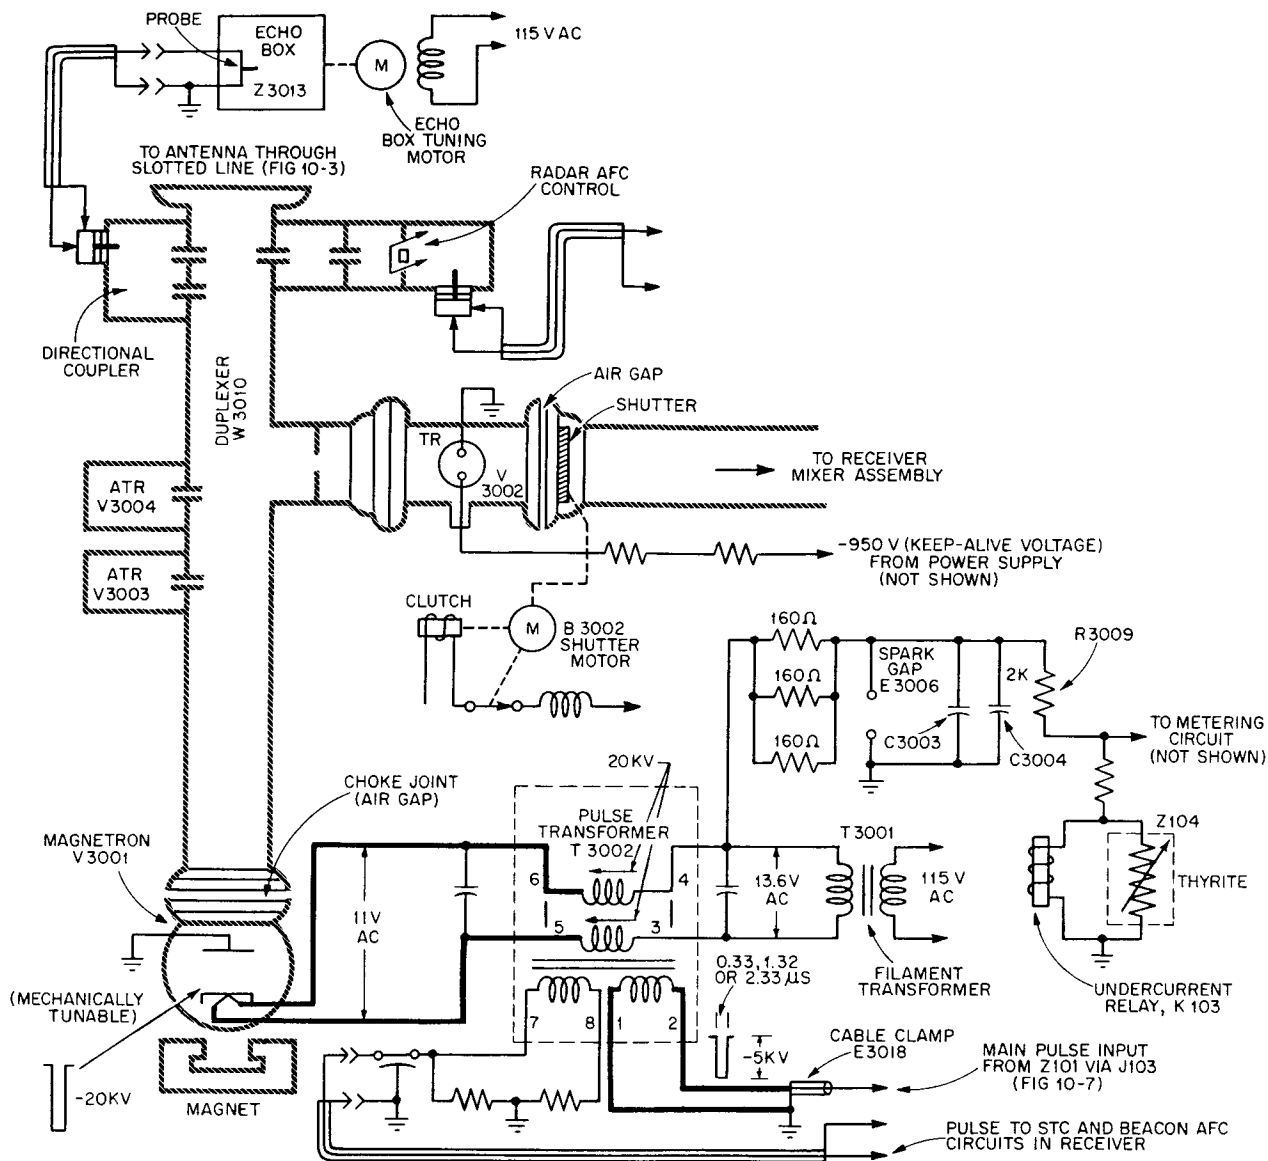 PROBE
ECHO
BOX
Z 3013
M
115 V AC
ECHO
BOX TUNING
MOTOR
TO ANTENNA THROUGH
SLOTTED LINE (FIG 10-3)
RADAR AFC
CONTROL
DIRECTIONAL
COUPLER
DUPLEXER
W 3010
AIR GAP
SHUTTER
TR
V
3002
TO RECEIVER
MIXER ASSEMBLY
ATR
V3004
ATR
V3003
-950 V (KEEP-ALIVE VOLTAGE)
FROM POWER SUPPLY
(NOT SHOWN)
CLUTCH
M
B 3002
SHUTTER
MOTOR
160Ω
160Ω
160Ω
SPARK
GAP
E3006
2K
R3009
C3003
C3004
TO METERING
CIRCUIT
(NOT SHOWN)
CHOKE JOINT
(AIR GAP)
20 KV
PULSE
TRANSFORMER
T 3002
MAGNETRON
V3001
T 3001
Z104
THYRITE
6
4
5
3
11 V
AC
13.6V
AC
115 V
AC
0.33, 1.32
OR 2.33 μS
FILAMENT
TRANSFORMER
UNDERCURRENT
RELAY, K 103
(MECHANICALLY
TUNABLE)
7
8
1
2
-5KV
CABLE CLAMP
E3018
MAIN PULSE INPUT
FROM Z101 VIA J103
(FIG 10-7)
-20KV
MAGNET
PULSE TO STC AND BEACON AFC
CIRCUITS IN RECEIVER